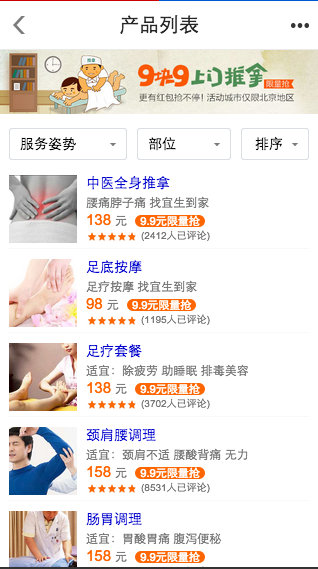 产品列表
9块9上门推拿
限量抢
更有红包抢不停！活动城市仅限北京地区
服务姿势
部位
排序
中医全身推拿
腰痛脖子痛 找宜生到家
138 元 9.9元限量抢
(2412人已评论)
足底按摩
足疗按摩 找宜生到家
98 元 9.9元限量抢
(1195人已评论)
足疗套餐
适宜：除疲劳 助睡眠 排毒美容
138 元 9.9元限量抢
(3702人已评论)
颈肩腰调理
适宜：颈肩不适 腰酸背痛 无力
158 元 9.9元限量抢
(8531人已评论)
肠胃调理
适宜：胃酸胃痛 腹泻便秘
158 元 9.9元限量抢